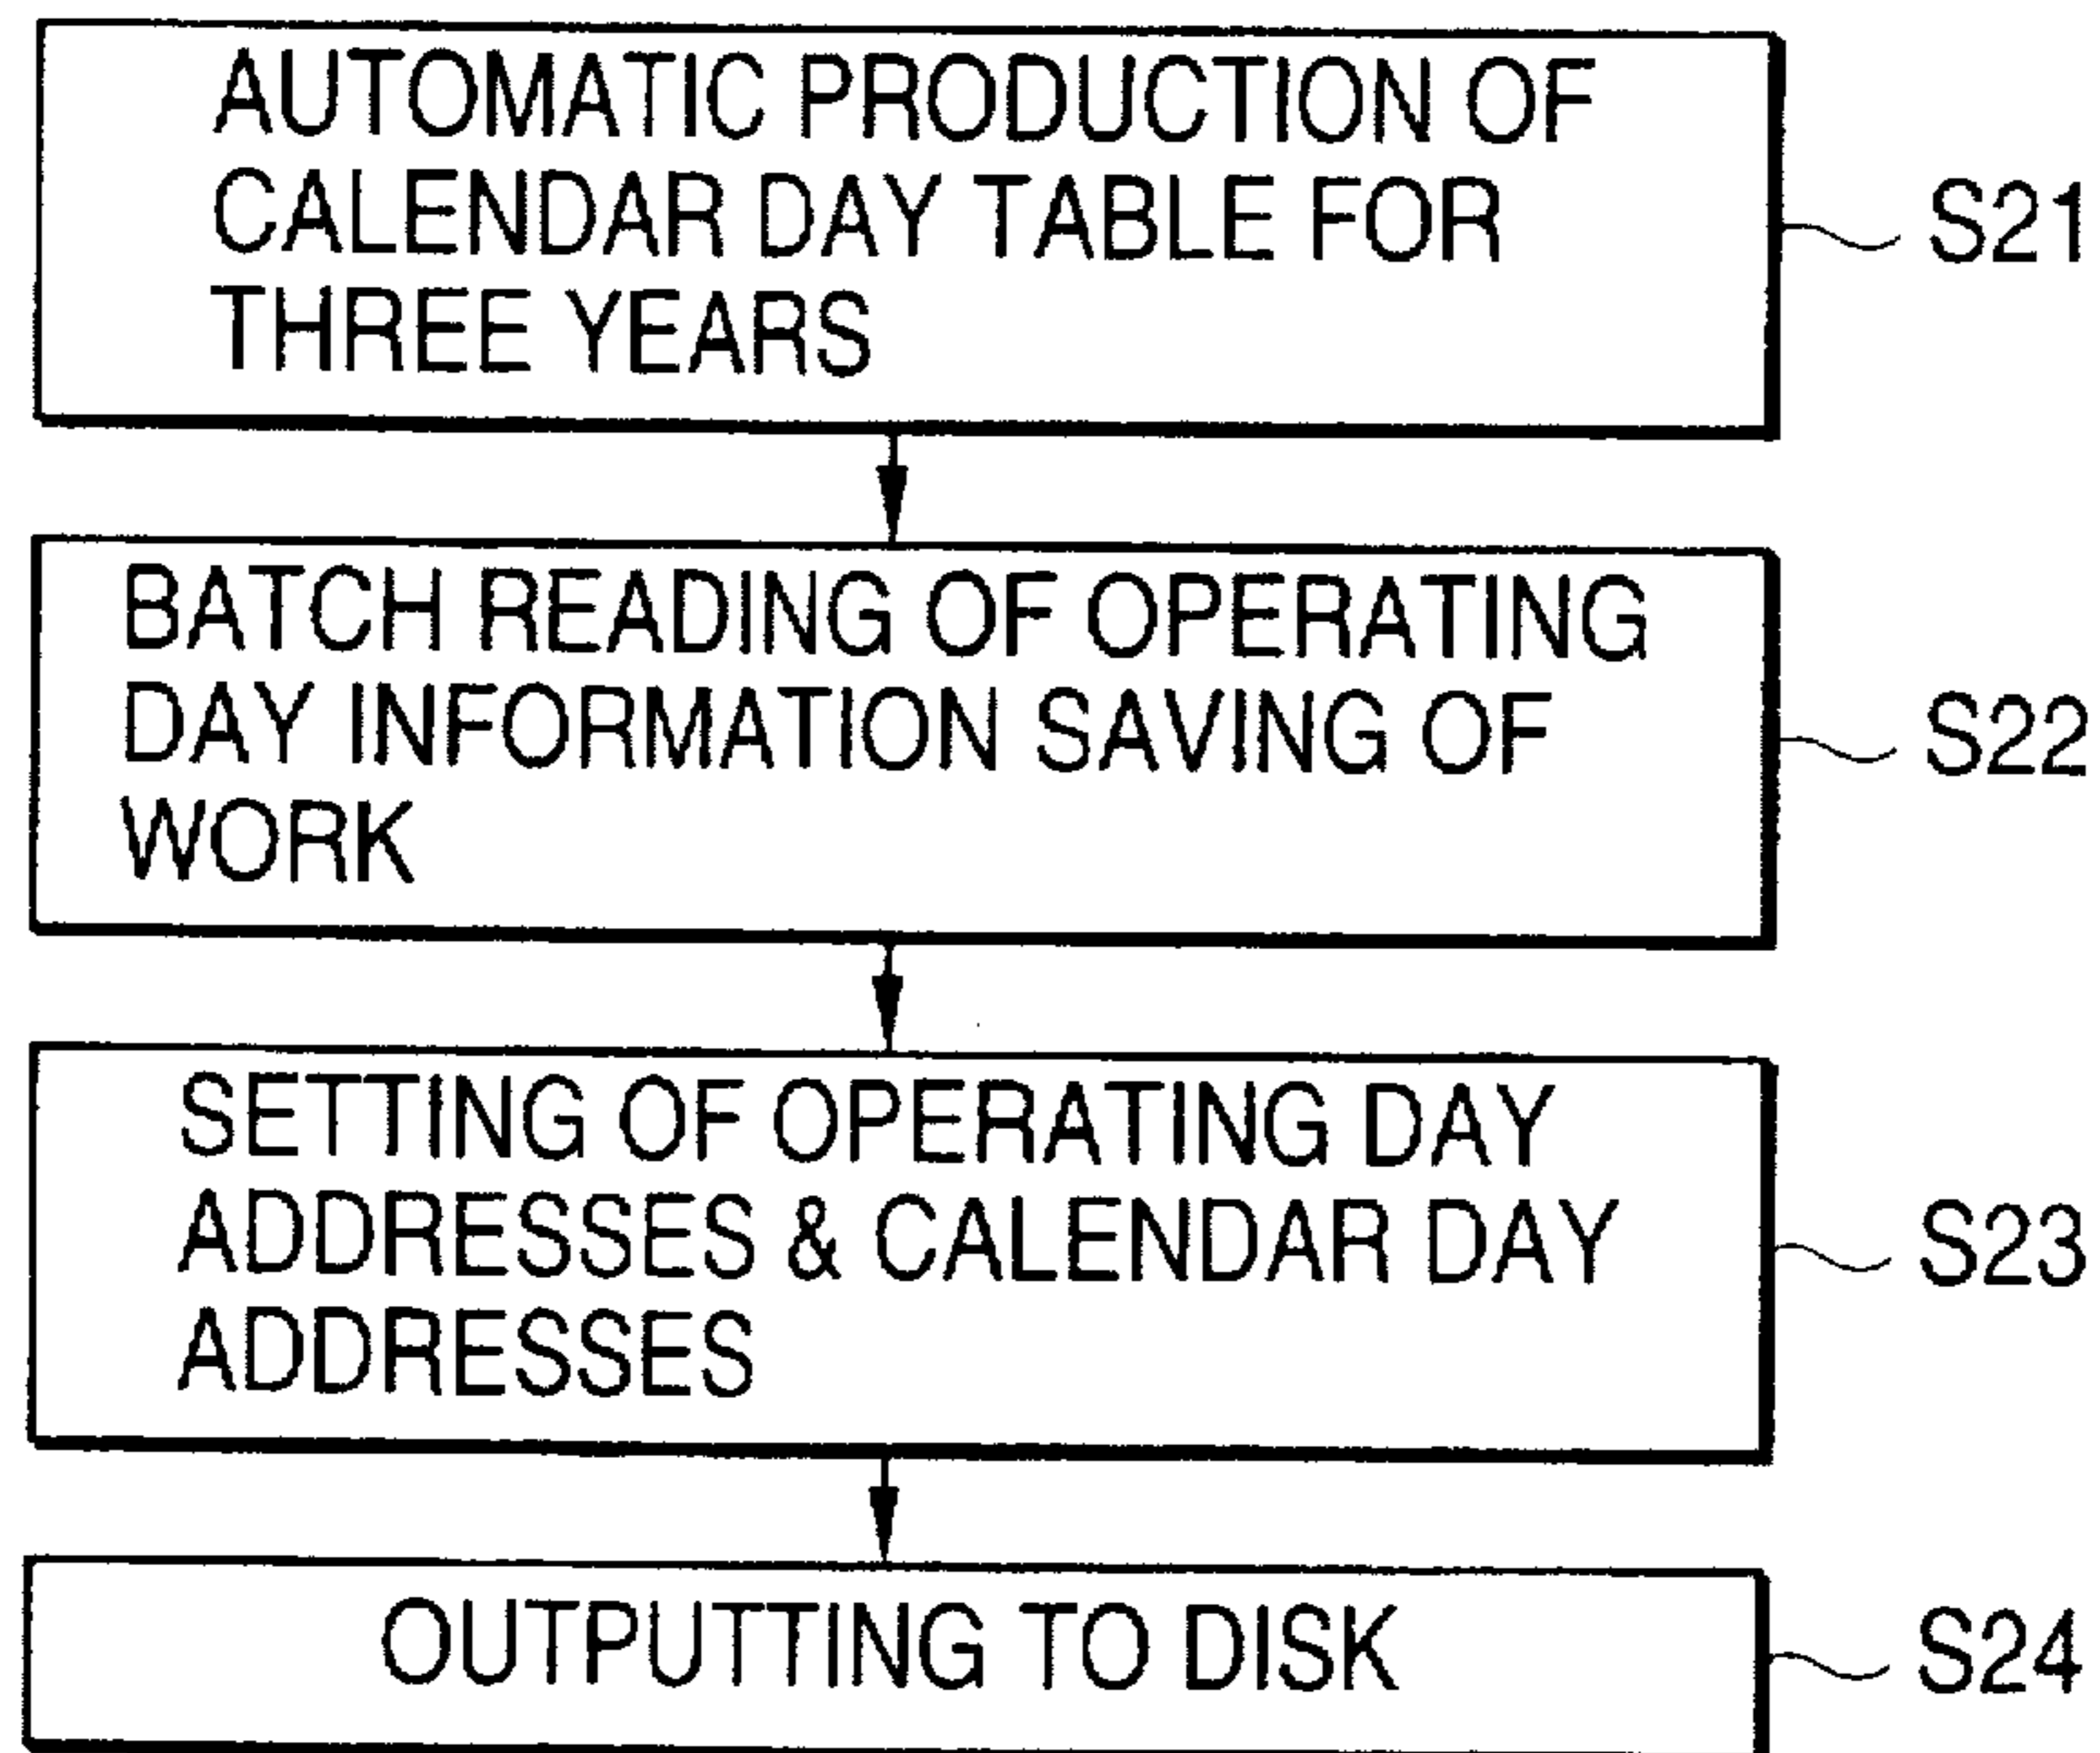 AUTOMATIC PRODUCTION OF
CALENDAR DAY TABLE FOR
THREE YEARS
S21
BATCH READING OF OPERATING
DAY INFORMATION SAVING OF
WORK
S22
SETTING OF OPERATING DAY
ADDRESSES & CALENDAR DAY
ADDRESSES
S23
OUTPUTTING TO DISK
S24